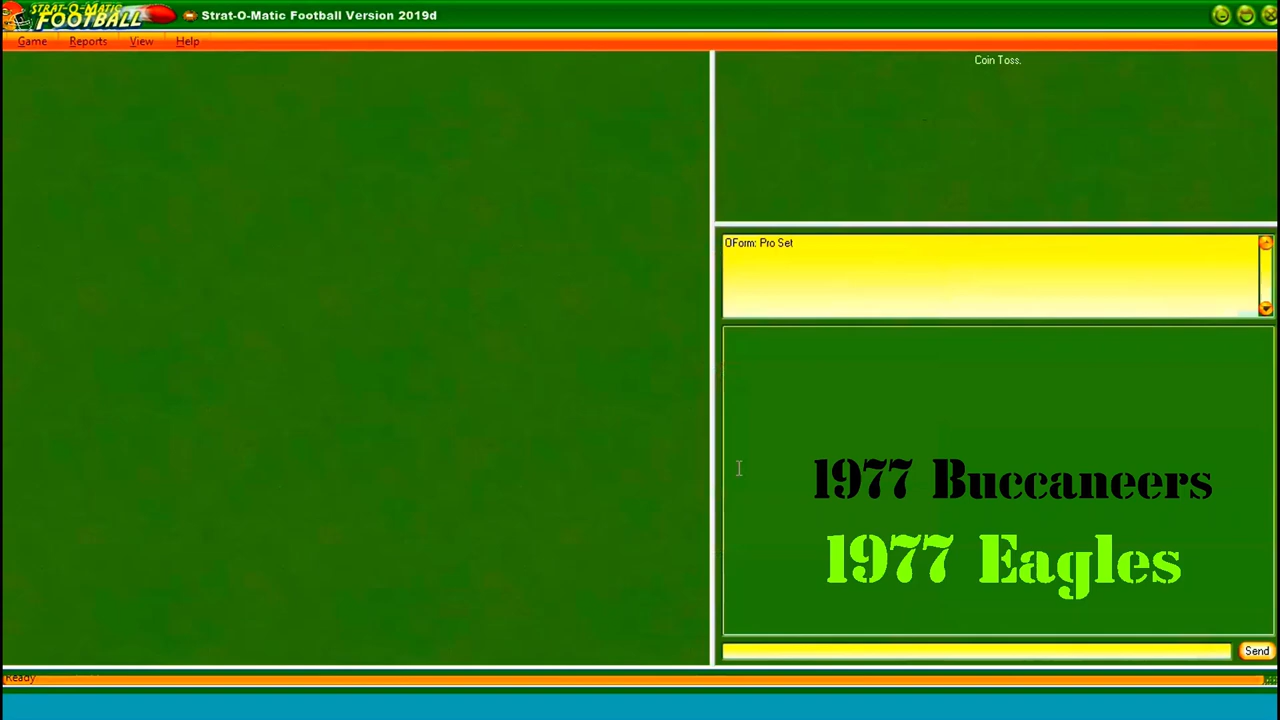 STRAT-O-MATIC
FOOTBALL
Strat-O-Matic Football Version 2019d
Game Reports View Help
Coin Toss.
OForm: Pro Set
1977 Buccaneers
1977 Eagles
Send
Ready